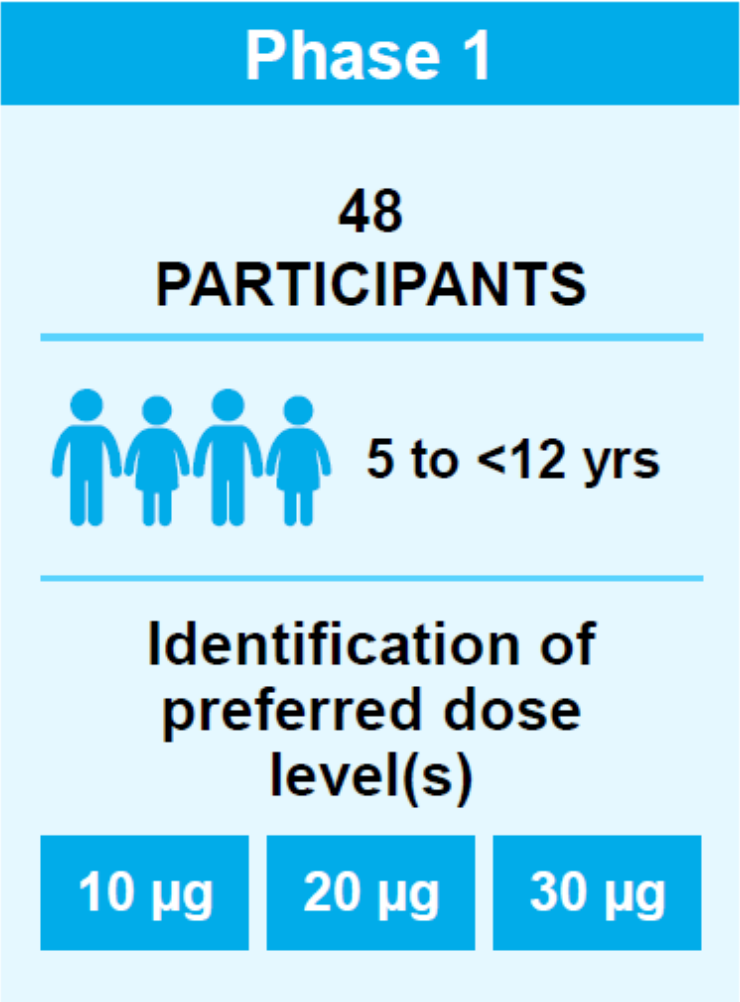 Phase 1
48
PARTICIPANTS
5 to <12 yrs
Identification of
preferred dose
level(s)
10 µg 20 µg 30 µg